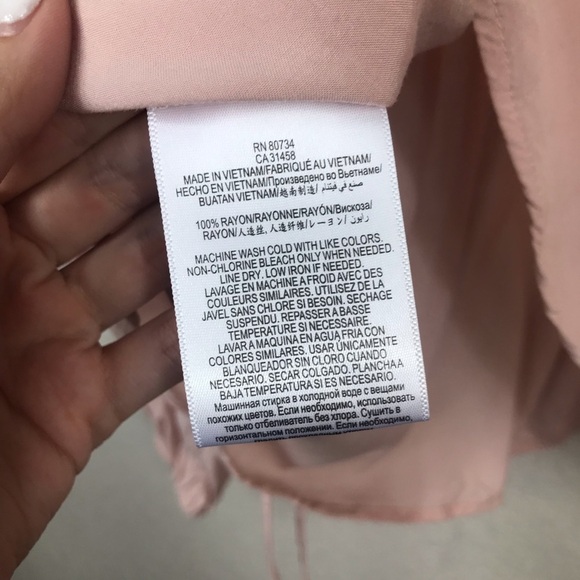 RN 80734
CA 31458
MADE IN VIETNAM/FABRIQUÉ AU VIETNAM/
HECHO EN VIETNAM/Произведено во Вьетнаме/
BUATAN VIETNAM/越南制造/ صنع في فيتنام
100% RAYON/RAYONNE/RAYÓN/Вискоза/
RAYON/人造丝, 人造纤维/レーヨン/رايون
MACHINE WASH COLD WITH LIKE COLORS.
NON-CHLORINE BLEACH ONLY WHEN NEEDED.
LINE DRY. LOW IRON IF NEEDED.
LAVAGE EN MACHINE A FROID AVEC DES
COULEURS SIMILAIRES. UTILISEZ DE LA
JAVEL SANS CHLORE SI BESOIN. SECHAGE
SUSPENDU. REPASSER A BASSE
TEMPERATURE SI NECESSAIRE
LAVAR A MAQUINA EN AGUA FRIA CON
COLORES SIMILARES. USAR ÚNICAMENTE
BLANQUEADOR SIN CLORO CUANDO
NECESARIO. SECAR COLGADO. PLANCHA A
BAJA TEMPERATURA SI ES NECESARIO.
Машинная стирка в холодной воде с вещами
похожих цветов. Если необходимо, использовать
только отбеливатель без хлора. Сушить в
горизонтальном положении. Если необходимо,